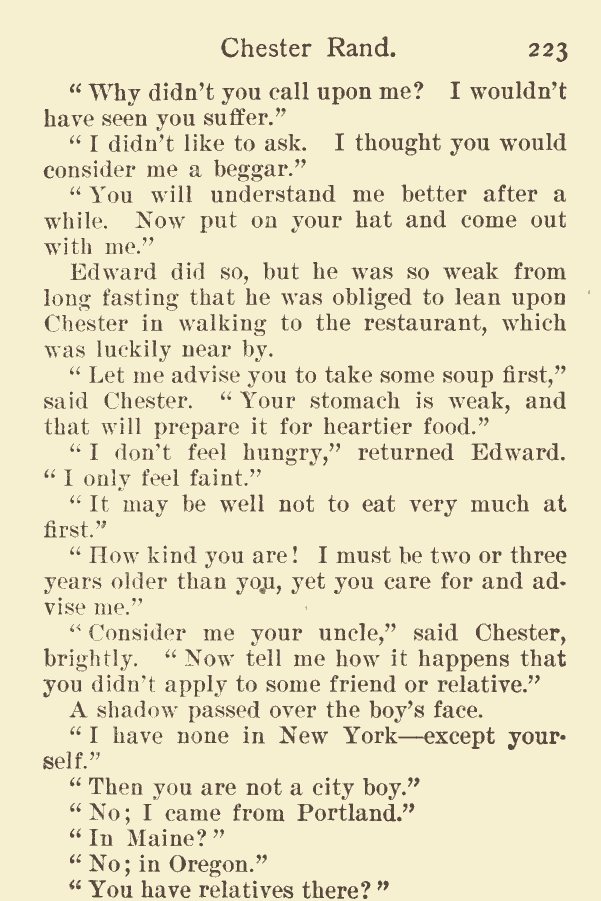 Chester Rand. 223
“ Why didn’t you call upon me? I wouldn’t
have seen you suffer.”
“ I didn’t like to ask. I thought you would
consider me a beggar.”
“ You will understand me better after a
while. Now put on your hat and come out
with me.”
Edward did so, but he was so weak from
long fasting that he was obliged to lean upon
Chester in walking to the restaurant, which
was luckily near by.
“ Let me advise you to take some soup first,”
said Chester. “ Your stomach is weak, and
that will prepare it for heartier food.”
“ I don’t feel hungry,” returned Edward.
“ I only feel faint.”
“ It may be well not to eat very much at
first.”
“ How kind you are! I must be two or three
years older than you, yet you care for and ad-
vise me.”
“ Consider me your uncle,” said Chester,
brightly. “ Now tell me how it happens that
you didn’t apply to some friend or relative.”
A shadow passed over the boy’s face.
“ I have none in New York—except your-
self.”
“ Then you are not a city boy.”
“ No; I came from Portland.”
“ In Maine? ”
“ No; in Oregon.”
“ You have relatives there? ”